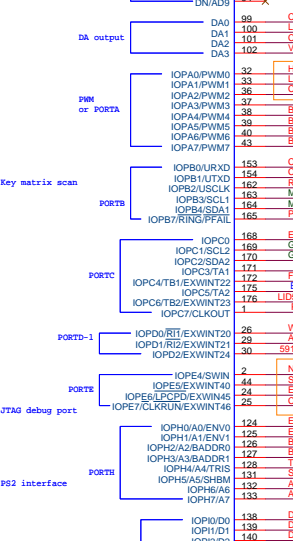 DN/AD9
DA output
DA0 99
DA1 100
DA2 101
DA3 102
PWM
or PORTA
IOPA0/PWM0 32
IOPA1/PWM1 33
IOPA2/PWM2 36
IOPA3/PWM3 37
IOPA4/PWM4 38
IOPA5/PWM5 39
IOPA6/PWM6 40
IOPA7/PWM7 43
Key matrix scan
PORTB
IOPB0/URXD 153
IOPB1/UTXD 154
IOPB2/USCLK 162
IOPB3/SCL1 163
IOPB4/SDA1 164
IOPB7/RING/PFAIL 165
PORTC
IOPC0 168
IOPC1/SCL2 169
IOPC2/SDA2 170
IOPC3/TA1 171
IOPC4/TB1/EXWINT22 172
IOPC5/TA2 175
IOPC6/TB2/EXWINT23 176
IOPC7/CLKOUT 1
PORTD-1
IOPD0/RI1/EXWINT20 26
IOPD1/RI2/EXWINT21 29
IOPD2/EXWINT24 30
PORTE
IOPE4/SWIN 2
IOPE5/EXWINT40 44
IOPE6/LPCPD/EXWIN45 24
IOPE7/CLKRUN/EXWINT46 25
JTAG debug port
PORTH
IOPH0/A0/ENV0 124
IOPH1/A1/ENV1 125
IOPH2/A2/BADDR0 126
IOPH3/A3/BADDR1 127
IOPH4/A4/TRIS 128
IOPH5/A5/SHBM 131
IOPH6/A6 132
IOPH7/A7 133
PS2 interface
IOPI0/D0 138
IOPI1/D1 139
140